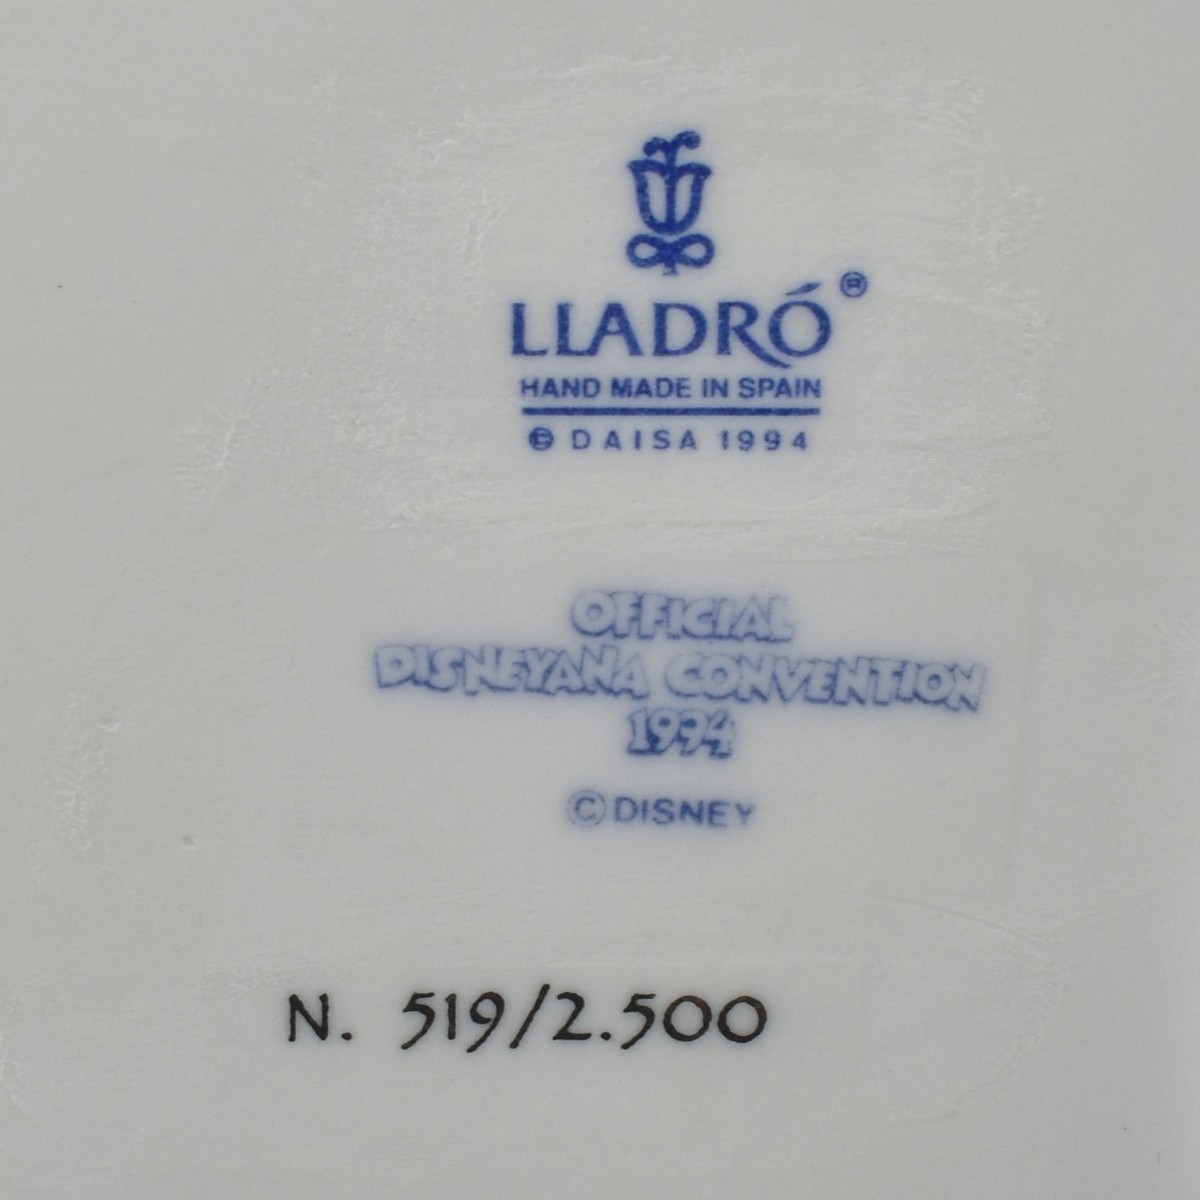 LLADRÓ®
HAND MADE IN SPAIN
© DAISA 1994
OFFICIAL
DISNEYANA CONVENTION
1994
© DISNEY
N. 519/2.500